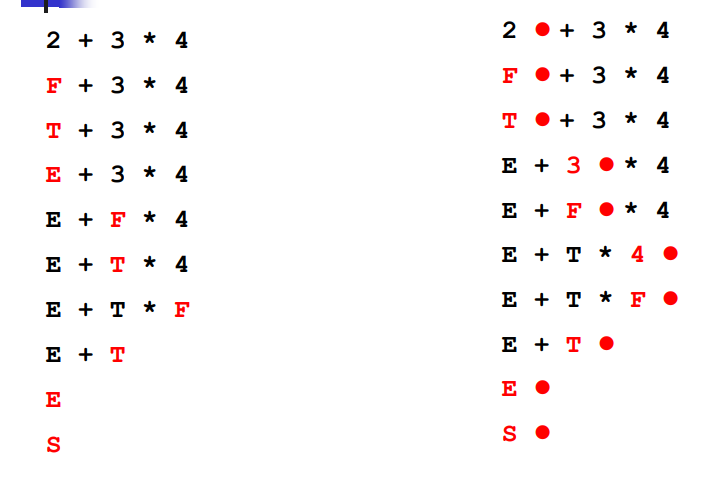 2 + 3 * 4
F + 3 * 4
T + 3 * 4
E + 3 * 4
E + F * 4
E + T * 4
E + T * F
E + T
E
S
2 ● + 3 * 4
F ● + 3 * 4
T ● + 3 * 4
E + 3 ● * 4
E + F ● * 4
E + T * 4 ●
E + T * F ●
E + T ●
E ●
S ●